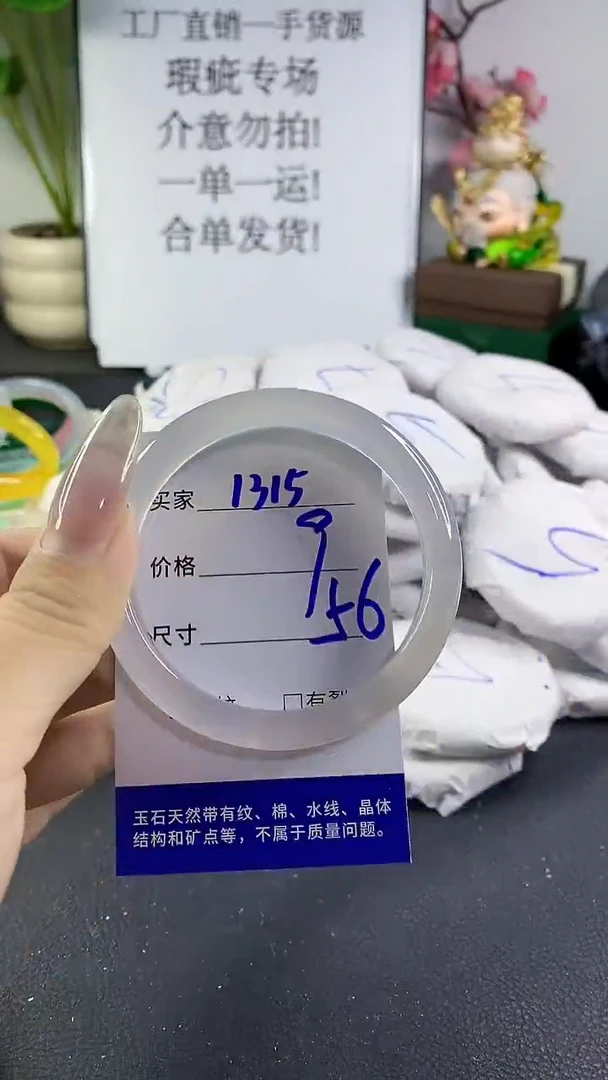 工厂直销一手货源
瑕疵专场
介意勿拍!
一单一运!
合单发货!
买家 1315
价格 9
尺寸 56
□有裂
玉石天然带有纹、棉、水线、晶体
结构和矿点等，不属于质量问题。